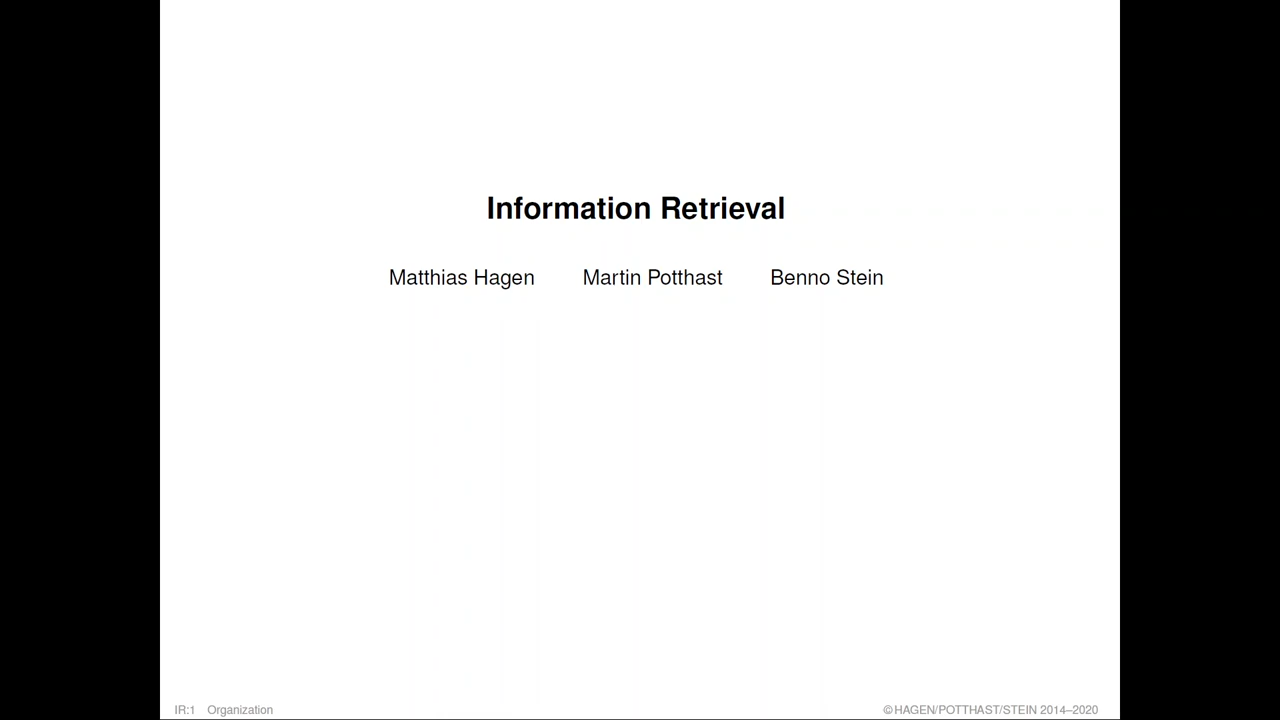 Information Retrieval
Matthias Hagen Martin Potthast Benno Stein
IR:1 Organization ©HAGEN/POTTHAST/STEIN 2014–2020